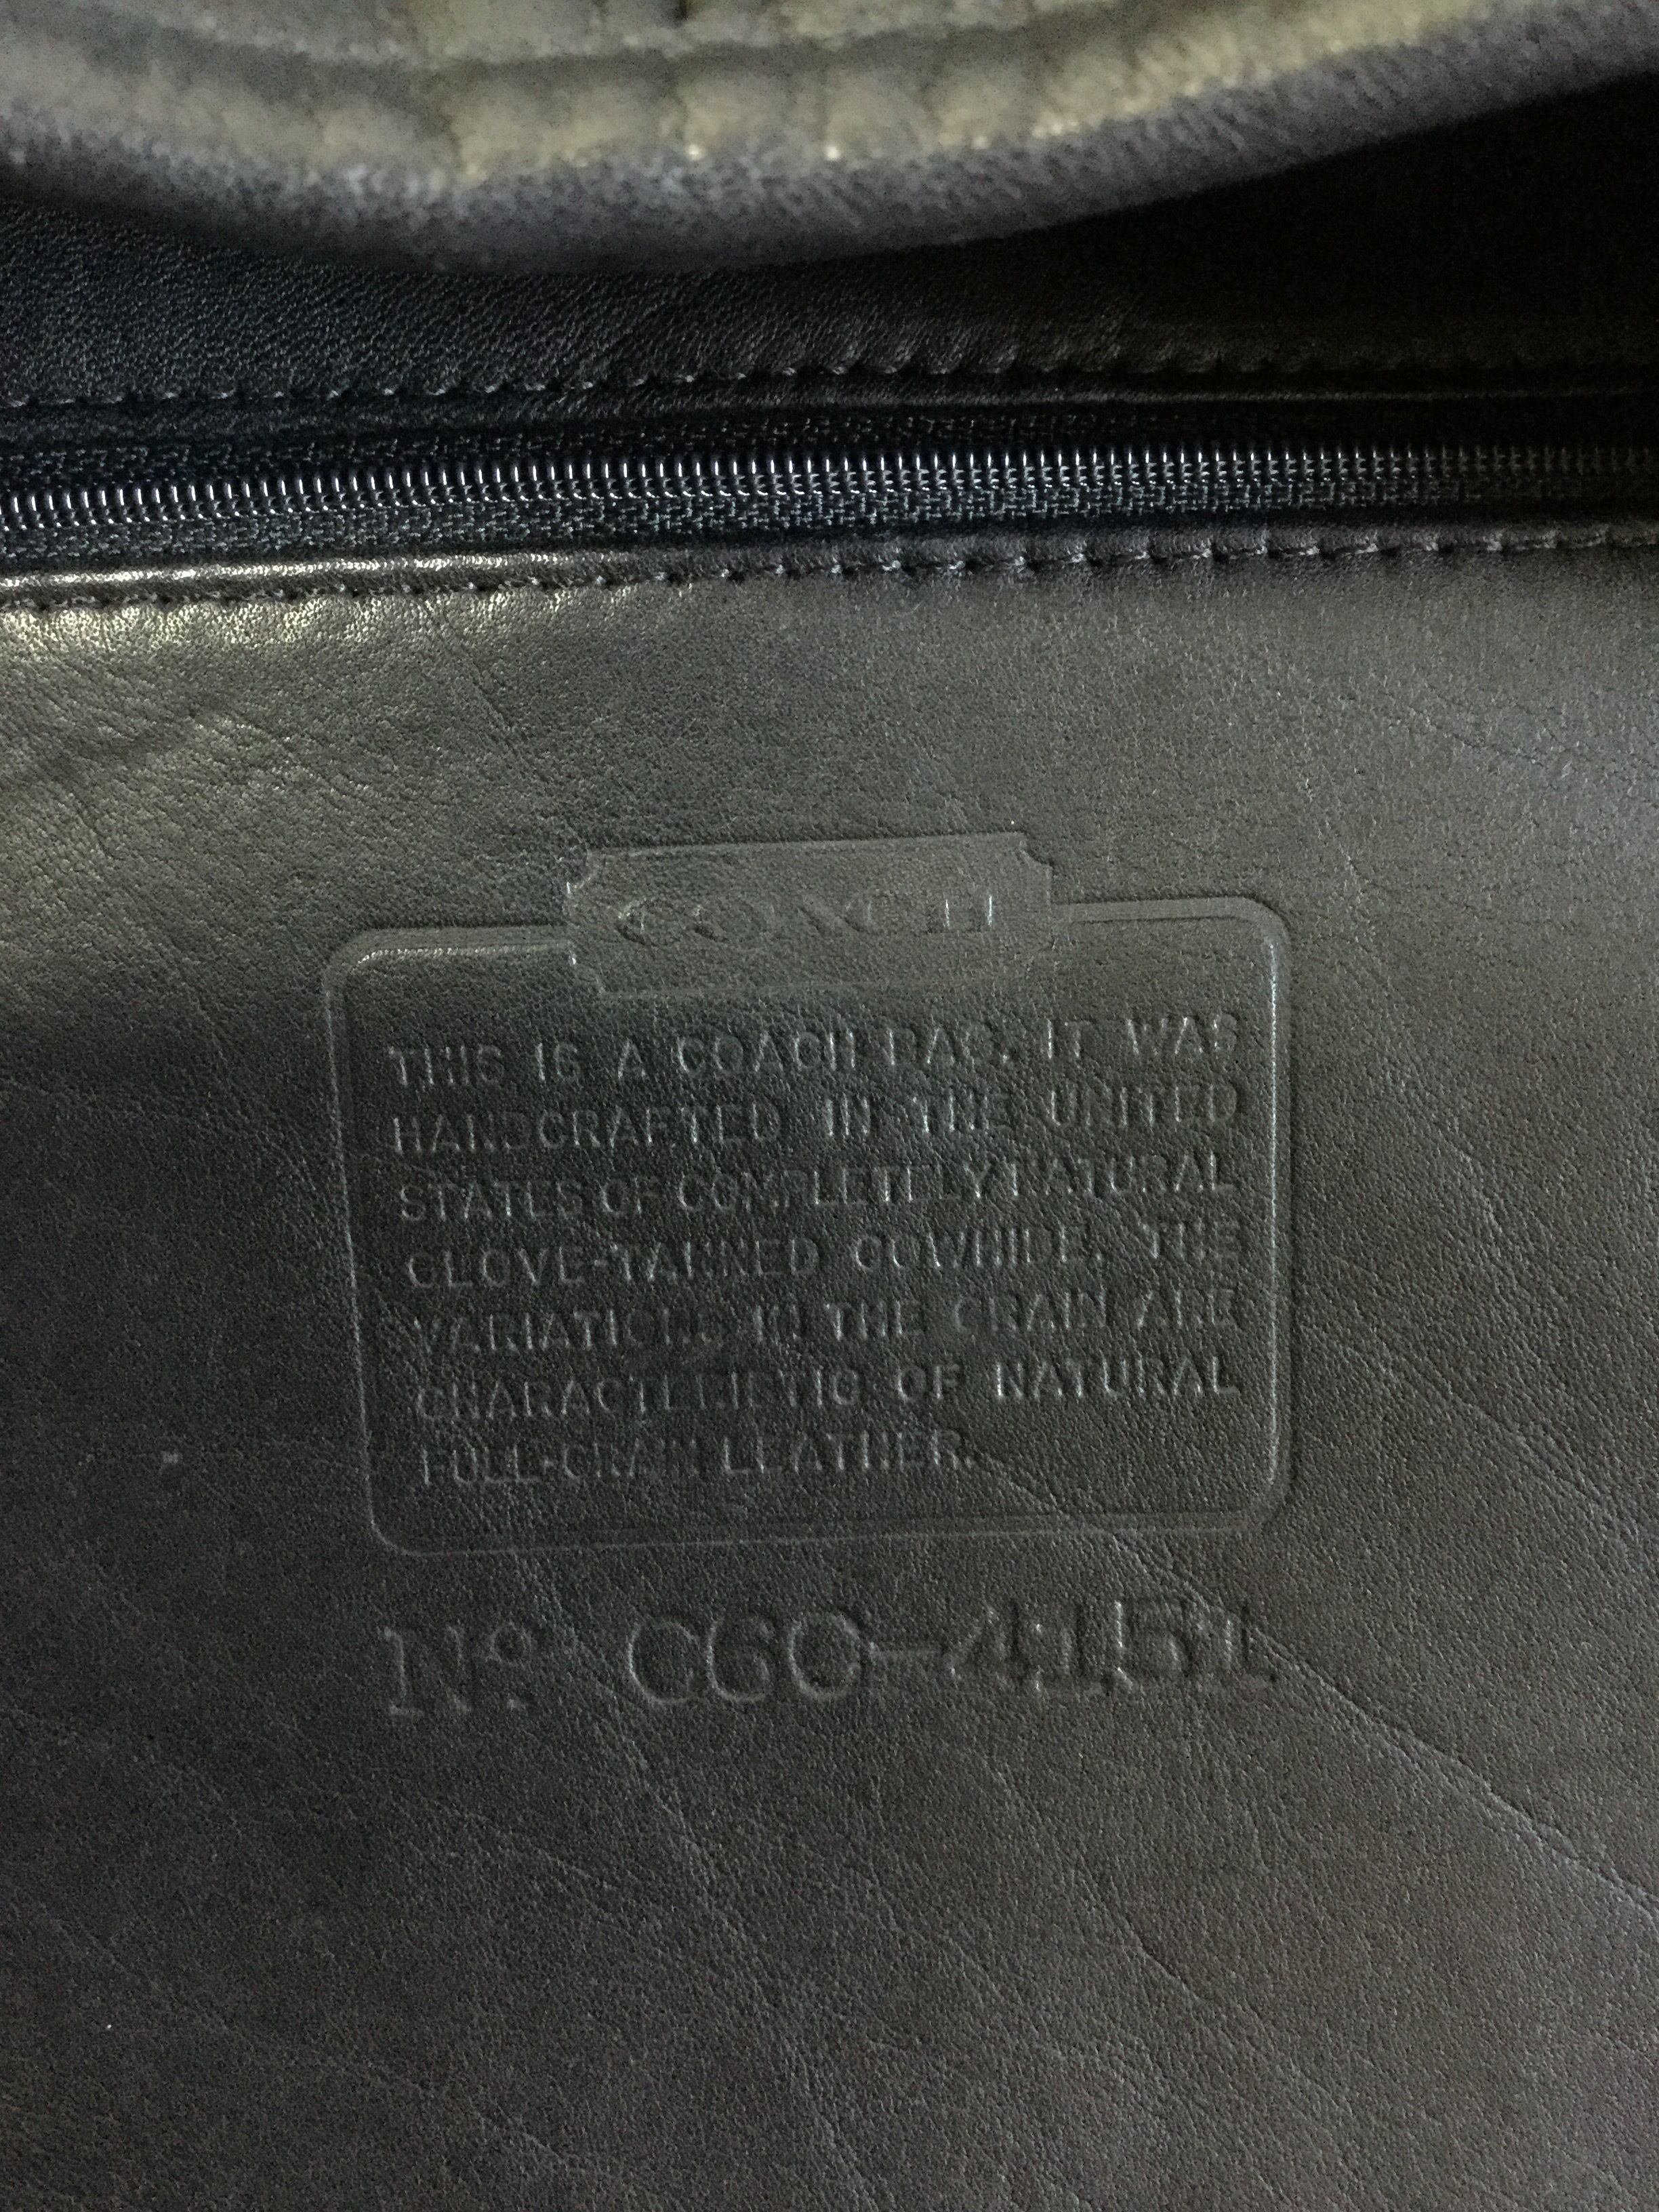 COACH
THIS IS A COACH BAG. IT WAS
HANDCRAFTED IN THE UNITED
STATES OF COMPLETELY NATURAL
GLOVE-TANNED COWHIDE. THE
VARIATIONS IN THE GRAIN ARE
CHARACTERISTIC OF NATURAL
FULL-GRAIN LEATHER.
Nº C6C-4151